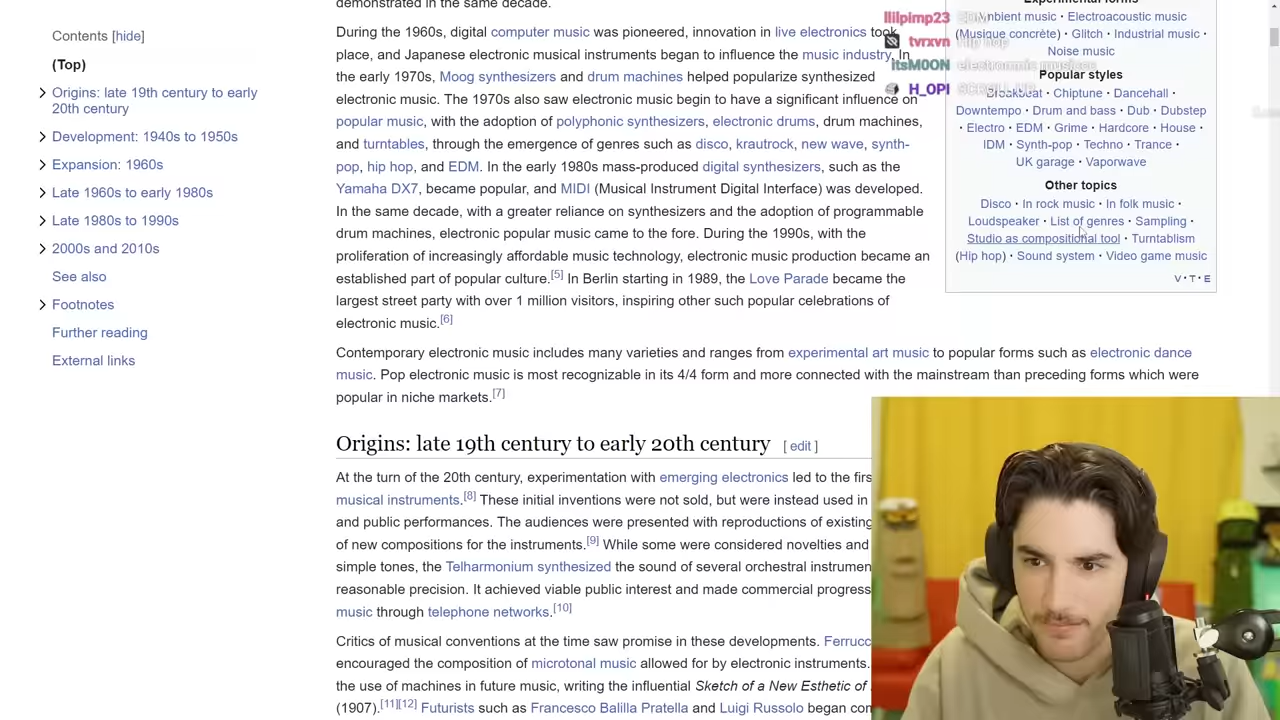 demonstrated in the same decade.
During the 1960s, digital computer music was pioneered, innovation in live electronics took
place, and Japanese electronic musical instruments began to influence the music industry. In
the early 1970s, Moog synthesizers and drum machines helped popularize synthesized
electronic music. The 1970s also saw electronic music begin to have a significant influence on
popular music, with the adoption of polyphonic synthesizers, electronic drums, drum machines,
and turntables, through the emergence of genres such as disco, krautrock, new wave, synth-
pop, hip hop, and EDM. In the early 1980s mass-produced digital synthesizers, such as the
Yamaha DX7, became popular, and MIDI (Musical Instrument Digital Interface) was developed.
In the same decade, with a greater reliance on synthesizers and the adoption of programmable
drum machines, electronic popular music came to the fore. During the 1990s, with the
proliferation of increasingly affordable music technology, electronic music production became an
established part of popular culture.[5] In Berlin starting in 1989, the Love Parade became the
largest street party with over 1 million visitors, inspiring other such popular celebrations of
electronic music.[6]
Contemporary electronic music includes many varieties and ranges from experimental art music to popular forms such as electronic dance
music. Pop electronic music is most recognizable in its 4/4 form and more connected with the mainstream than preceding forms which were
popular in niche markets.[7]
Origins: late 19th century to early 20th century [ edit ]
At the turn of the 20th century, experimentation with emerging electronics led to the firs
musical instruments.[8] These initial inventions were not sold, but were instead used in
and public performances. The audiences were presented with reproductions of existing
of new compositions for the instruments.[9] While some were considered novelties and
simple tones, the Telharmonium synthesized the sound of several orchestral instrumen
reasonable precision. It achieved viable public interest and made commercial progress
music through telephone networks.[10]
Critics of musical conventions at the time saw promise in these developments. Ferrucc
encouraged the composition of microtonal music allowed for by electronic instruments.
the use of machines in future music, writing the influential Sketch of a New Esthetic of
(1907).[11][12] Futurists such as Francesco Balilla Pratella and Luigi Russolo began con
Contents [hide]
(Top)
Origins: late 19th century to early
20th century
Development: 1940s to 1950s
Expansion: 1960s
Late 1960s to early 1980s
Late 1980s to 1990s
2000s and 2010s
See also
Footnotes
Further reading
External links
Experimental forms
Ambient music · Electroacoustic music
(Musique concrète) · Glitch · Industrial music ·
Noise music
Popular styles
Breakbeat · Chiptune · Dancehall ·
Downtempo · Drum and bass · Dub · Dubstep
· Electro · EDM · Grime · Hardcore · House ·
IDM · Synth-pop · Techno · Trance ·
UK garage · Vaporwave
Other topics
Disco · In rock music · In folk music ·
Loudspeaker · List of genres · Sampling ·
Studio as compositional tool · Turntablism
(Hip hop) · Sound system · Video game music
V · T · E
llilpimp23 EDM
tvrxvn hip hop
itsM00N
H_OPI